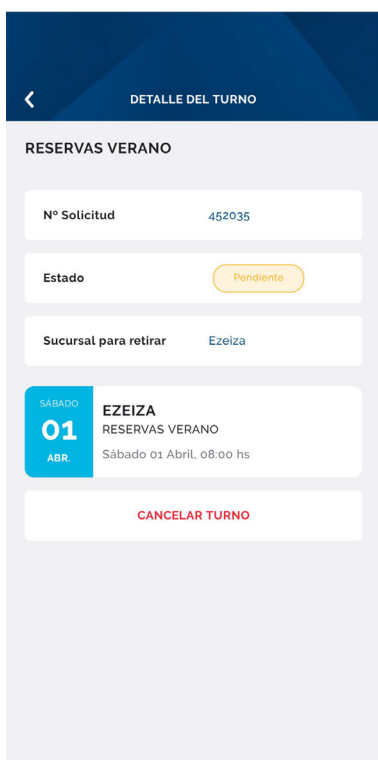 DETALLE DEL TURNO
RESERVAS VERANO
Nº Solicitud 452035
Estado Pendiente
Sucursal para retirar Ezeiza
SÁBADO
01
ABR.
EZEIZA
RESERVAS VERANO
Sábado 01 Abril, 08:00 hs
CANCELAR TURNO